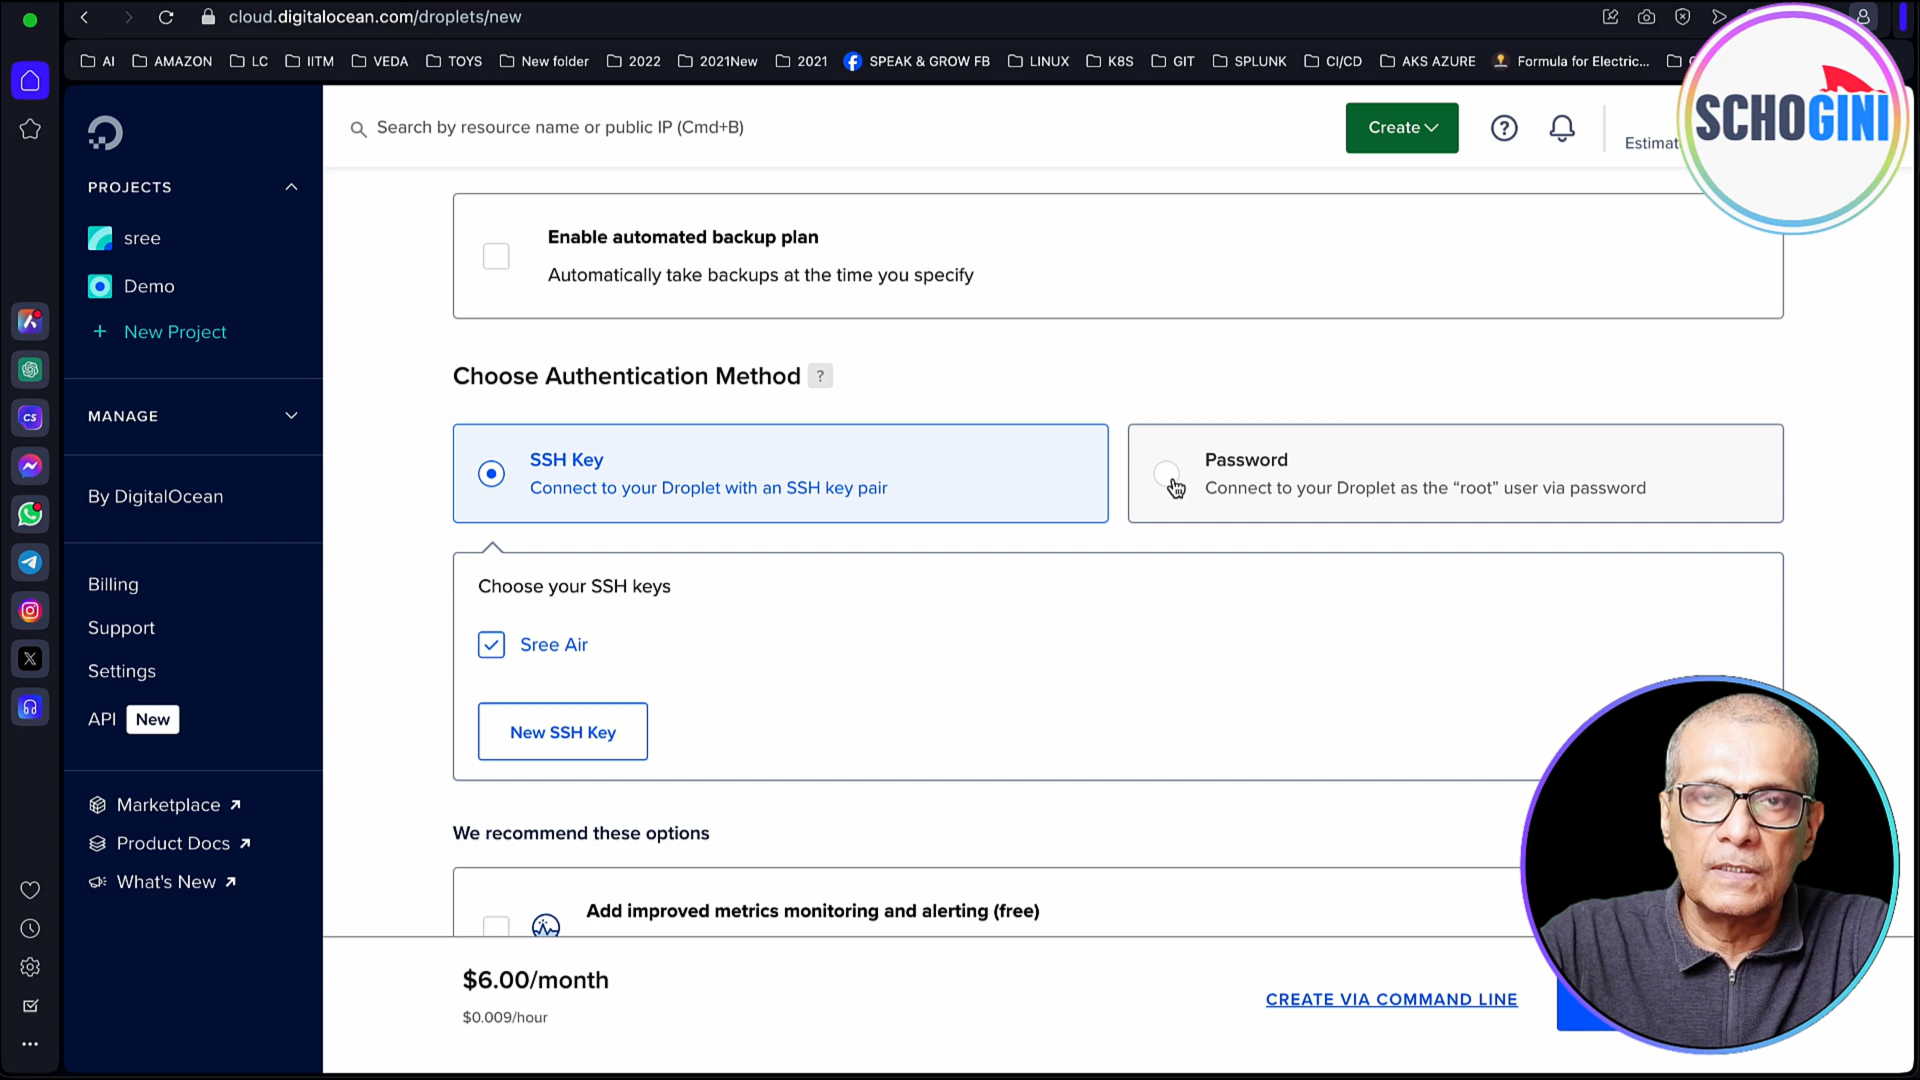 cloud.digitalocean.com/droplets/new
AI AMAZON LC IITM VEDA TOYS New folder 2022 2021New 2021 SPEAK & GROW FB LINUX K8S GIT SPLUNK CI/CD AKS AZURE Formula for Electric...
SCHOGINI
Search by resource name or public IP (Cmd+B)
Create
?
Estimat
PROJECTS
sree
Demo
+ New Project
MANAGE
By DigitalOcean
Billing
Support
Settings
API New
Marketplace
Product Docs
What's New
CS
Enable automated backup plan
Automatically take backups at the time you specify
Choose Authentication Method ?
SSH Key
Connect to your Droplet with an SSH key pair
Password
Connect to your Droplet as the “root” user via password
Choose your SSH keys
Sree Air
New SSH Key
We recommend these options
Add improved metrics monitoring and alerting (free)
$6.00/month
$0.009/hour
CREATE VIA COMMAND LINE